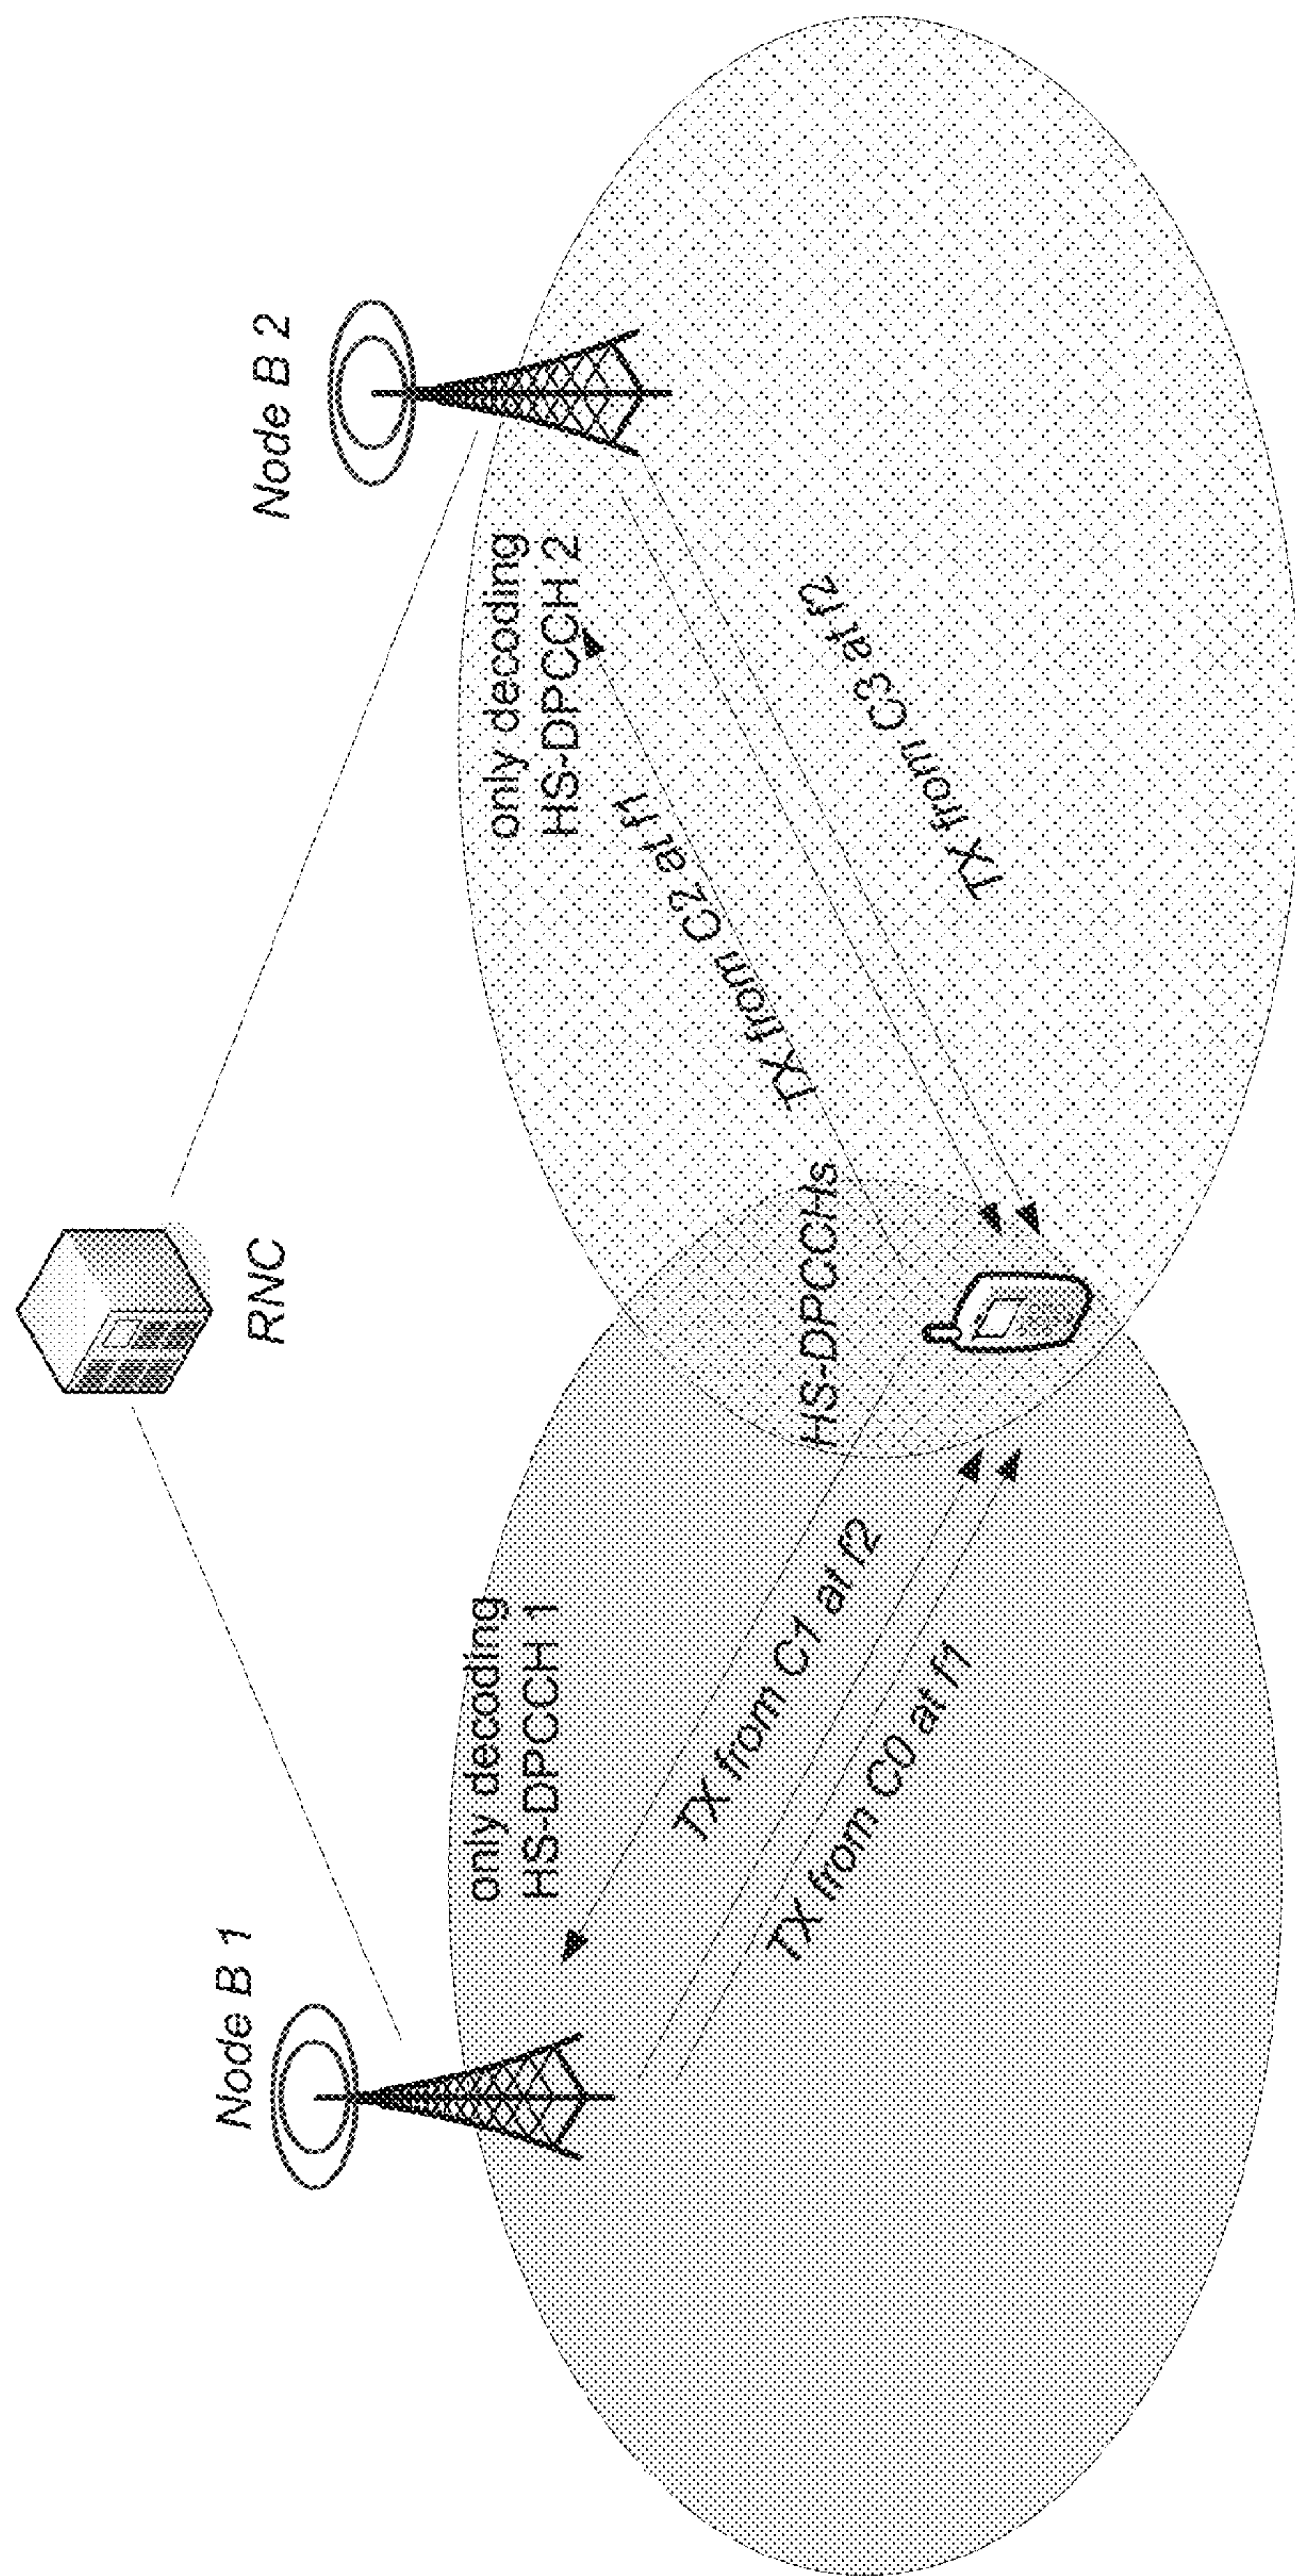 RNC
Node B 1
Node B 2
only decoding
HS-DPCCH 1
only decoding
HS-DPCCH 2
HS-DPCCHs
TX from C1 at f2
TX from C0 at f1
TX from C2 at f1
TX from C3 at f2